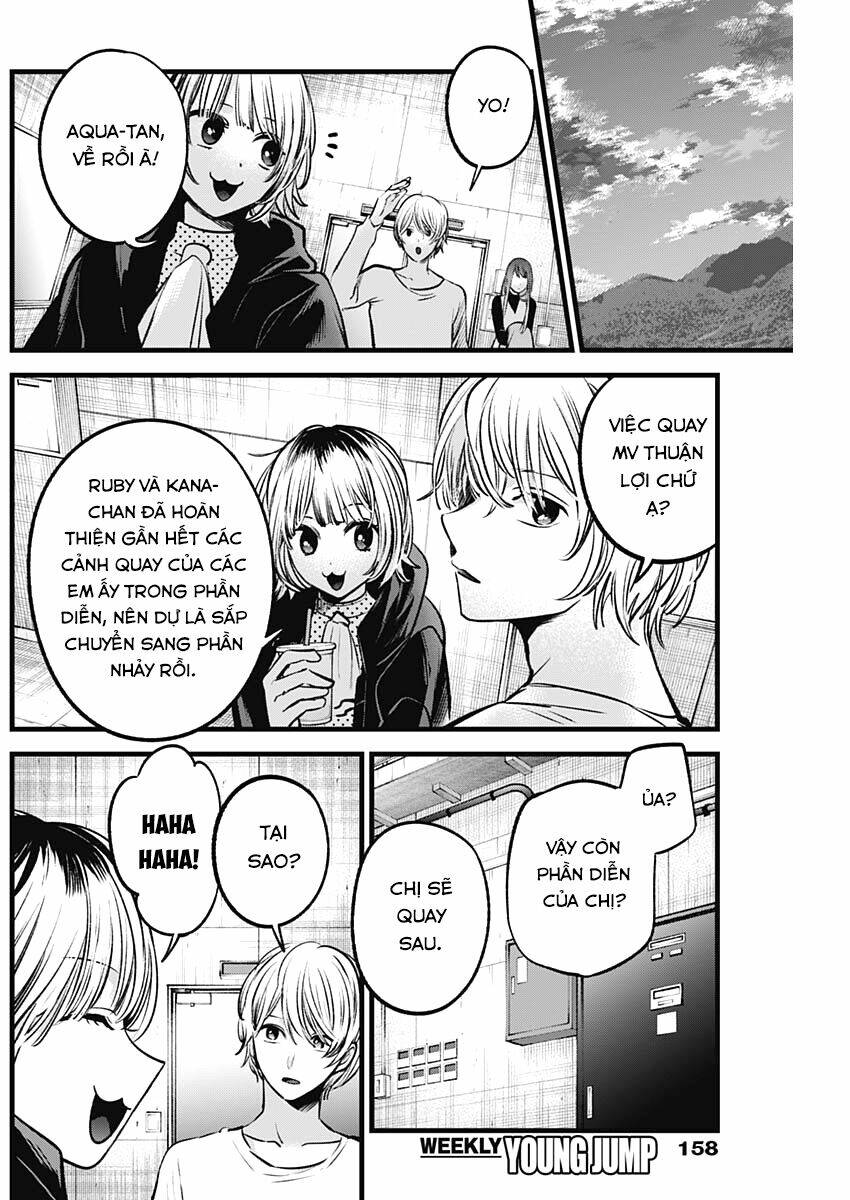 YO!
AQUA-TAN,
VỀ RỒI À!
VIỆC QUAY
MV THUẬN
LỢI CHỨ
Ạ?
RUBY VÀ KANA-
CHAN ĐÃ HOÀN
THIỆN GẦN HẾT CÁC
CẢNH QUAY CỦA CÁC
EM ẤY TRONG PHẦN
DIỄN, NÊN DỰ LÀ SẮP
CHUYỂN SANG PHẦN
NHẢY RỒI.
ỦA?
VẬY CÒN
PHẦN DIỄN
CỦA CHỊ?
CHỊ SẼ
QUAY
SAU.
TẠI
SAO?
HAHA
HAHA!
WEEKLY YOUNG JUMP 158